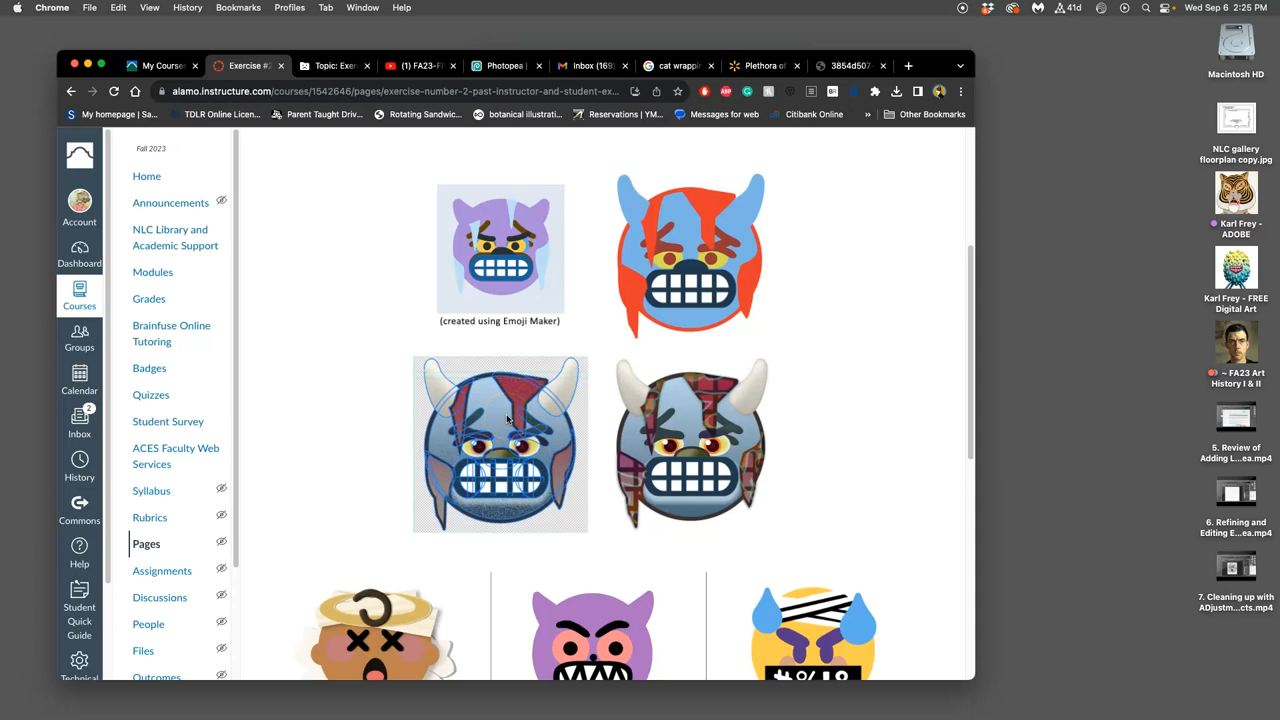 Chrome File Edit View History Bookmarks Profiles Tab Window Help
41d Wed Sep 6 2:25 PM
My Courses
Exercise #2
Topic: Exer
(1) FA23-F
Photopea |
Inbox (169)
cat wrappi
Plethora of
3854d507-
alamo.instructure.com/courses/1542646/pages/exercise-number-2-past-instructor-and-student-ex...
My homepage | Sa...
TDLR Online Licen...
Parent Taught Driv...
Rotating Sandwic...
botanical illustrati...
Reservations | YM...
Messages for web
Citibank Online
»
Other Bookmarks
Account
Dashboard
Courses
Groups
Calendar
2
Inbox
History
Commons
Help
Student
Quick
Guide
Technical
Fall 2023
Home
Announcements
NLC Library and
Academic Support
Modules
Grades
Brainfuse Online
Tutoring
Badges
Quizzes
Student Survey
ACES Faculty Web
Services
Syllabus
Rubrics
Pages
Assignments
Discussions
People
Files
Outcomes
(created using Emoji Maker)
#%!?
Macintosh HD
NLC gallery
floorplan copy.jpg
Karl Frey -
ADOBE
Karl Frey - FREE
Digital Art
~ FA23 Art
History I & II
5. Review of
Adding L...ea.mp4
6. Refining and
Editing E...ea.mp4
7. Cleaning up with
ADjustm...cts.mp4